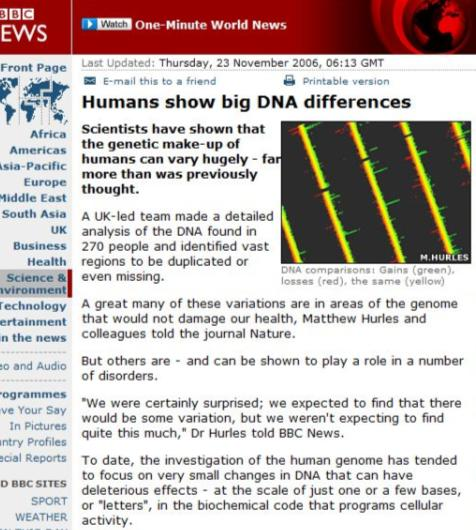 BBC
EWS
Watch One-Minute World News
Last Updated: Thursday, 23 November 2006, 06:13 GMT
E-mail this to a friend
Printable version
Humans show big DNA differences
Scientists have shown that
the genetic make-up of
humans can vary hugely - far
more than was previously
thought.
A UK-led team made a detailed
analysis of the DNA found in
270 people and identified vast
regions to be duplicated or
even missing.
M.HURLES
DNA comparisons: Gains (green),
losses (red), the same (yellow)
A great many of these variations are in areas of the genome
that would not damage our health, Matthew Hurles and
colleagues told the journal Nature.
But others are - and can be shown to play a role in a number
of disorders.
"We were certainly surprised; we expected to find that there
would be some variation, but we weren't expecting to find
quite this much," Dr Hurles told BBC News.
To date, the investigation of the human genome has tended
to focus on very small changes in DNA that can have
deleterious effects - at the scale of just one or a few bases,
or "letters", in the biochemical code that programs cellular
activity.
Front Page
Africa
Americas
Asia-Pacific
Europe
Middle East
South Asia
UK
Business
Health
Science &
nvironment
Technology
ertainment
in the news
eo and Audio
rogrammes
ve Your Say
In Pictures
ntry Profiles
ecial Reports
D BBC SITES
SPORT
WEATHER